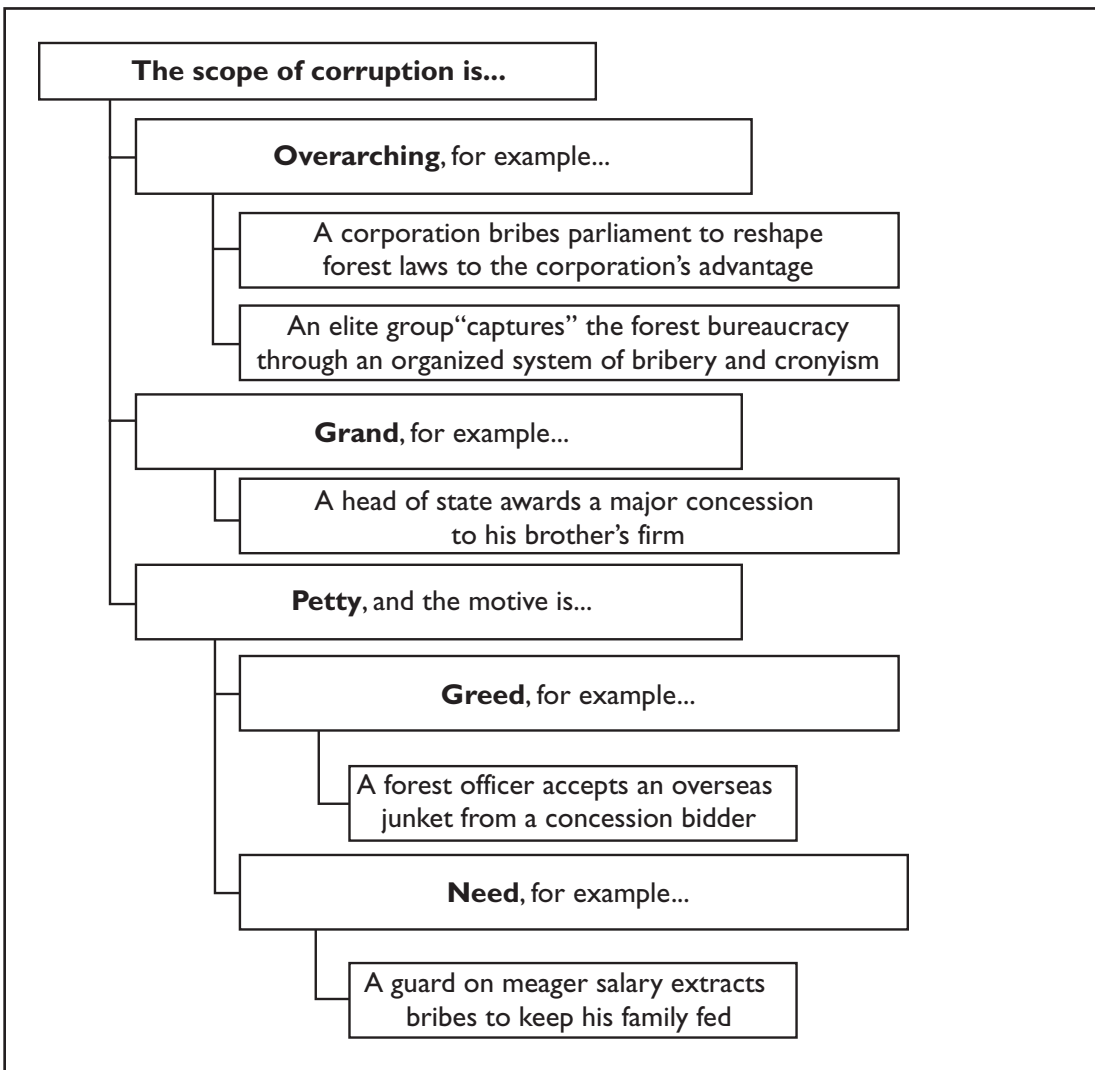 The scope of corruption is...
Overarching, for example...
A corporation bribes parliament to reshape
forest laws to the corporation’s advantage
An elite group“captures” the forest bureaucracy
through an organized system of bribery and cronyism
Grand, for example...
A head of state awards a major concession
to his brother’s firm
Petty, and the motive is...
Greed, for example...
A forest officer accepts an overseas
junket from a concession bidder
Need, for example...
A guard on meager salary extracts
bribes to keep his family fed